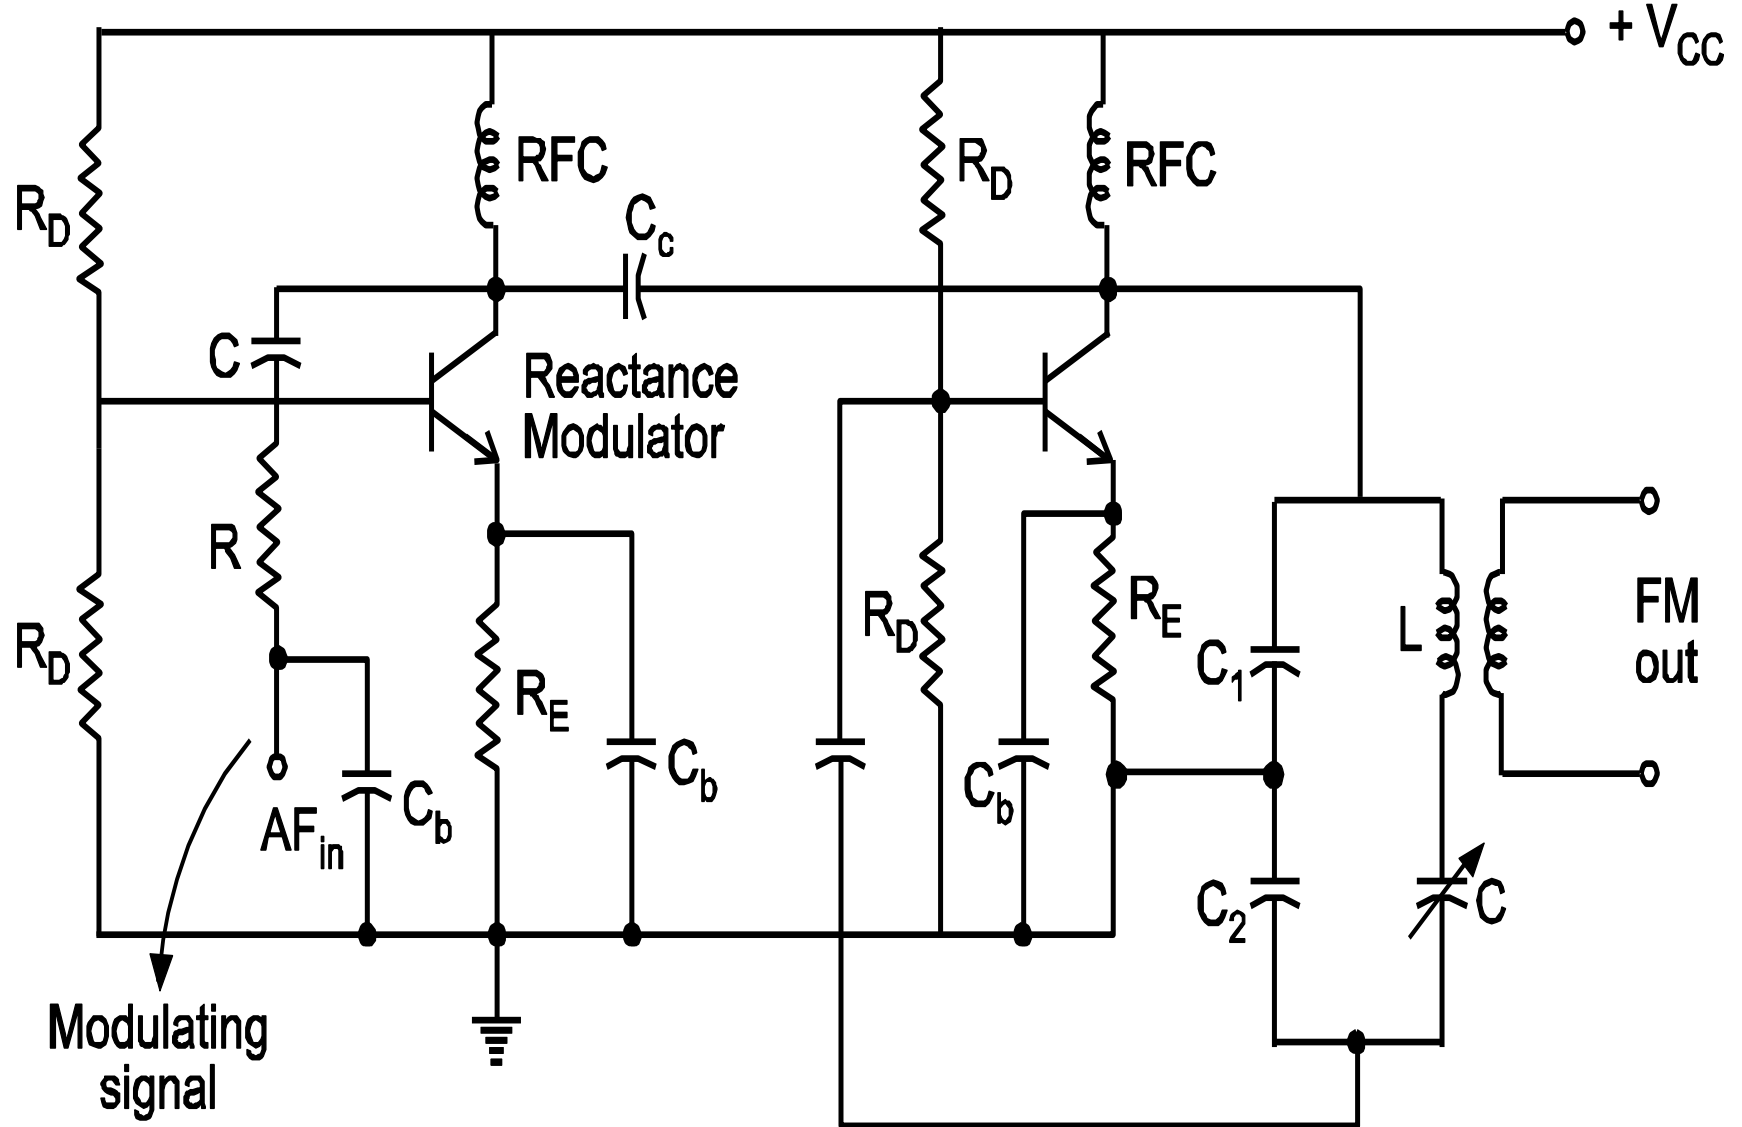 + V_CC
R_D
RFC
R_D
RFC
C_c
C
Reactance
Modulator
R
R_D
R_E
C_b
AF_in
C_b
R_D
C_b
R_E
C_1
L
FM
out
C_2
C
Modulating
signal